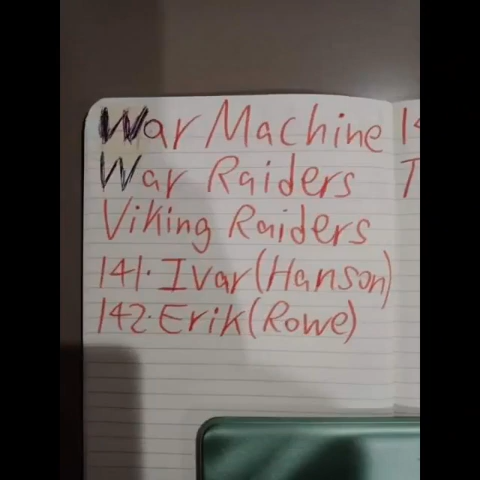 War Machine
War Raiders
Viking Raiders
141. Ivar (Hanson)
142. Erik (Rowe)